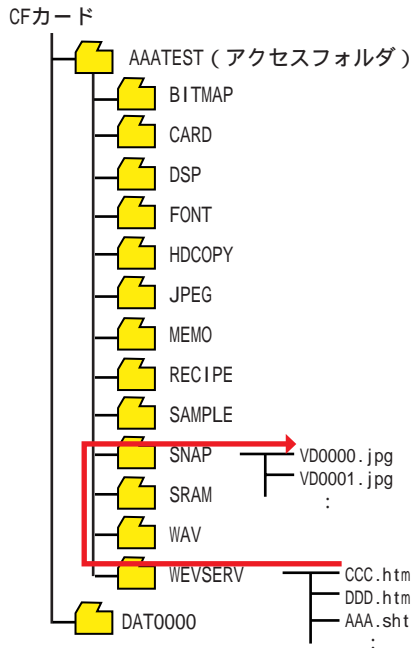 CFカード
AAATEST（アクセスフォルダ）
BITMAP
CARD
DSP
FONT
HDCOPY
JPEG
MEMO
RECIPE
SAMPLE
SNAP
VD0000.jpg
VD0001.jpg
:
SRAM
WAV
WEVSERV
CCC.htm
DDD.htm
AAA.sht
:
DAT0000